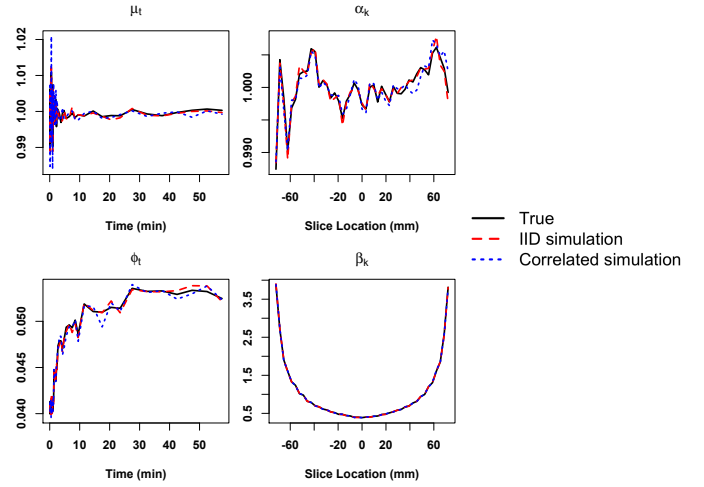 μt
1.02
1.01
1.00
0.99
0 10 20 30 40 50
Time (min)
αk
1.000
0.990
-60 -20 0 20 60
Slice Location (mm)
True
IID simulation
Correlated simulation
ϕt
0.050
0.045
0.040
0 10 20 30 40 50
Time (min)
βk
3.5
2.5
1.5
0.5
-60 -20 0 20 60
Slice Location (mm)